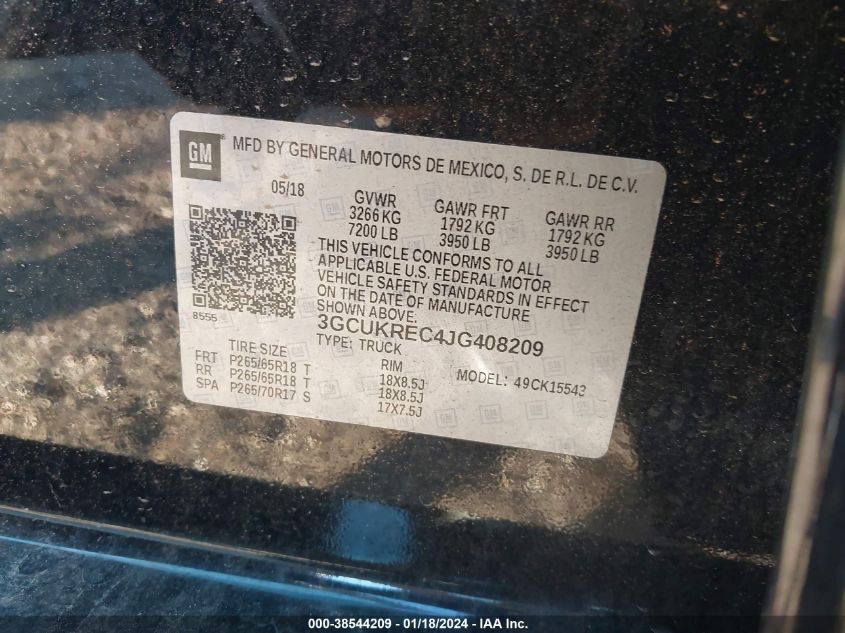 GM
MFD BY GENERAL MOTORS DE MEXICO, S. DE R.L. DE C.V.
05/18
GVWR GAWR FRT GAWR RR
3266 KG 1792 KG 1792 KG
7200 LB 3950 LB 3950 LB
THIS VEHICLE CONFORMS TO ALL
APPLICABLE U.S. FEDERAL MOTOR
VEHICLE SAFETY STANDARDS IN EFFECT
ON THE DATE OF MANUFACTURE
SHOWN ABOVE.
8555
3GCUKREC4JG408209
TYPE: TRUCK
MODEL: 49CK15543
TIRE SIZE RIM
FRT P265/65R18 T 18X8.5J
RR P265/65R18 T 18X8.5J
SPA P265/70R17 S 17X7.5J
000-38544209 - 01/18/2024 - IAA Inc.